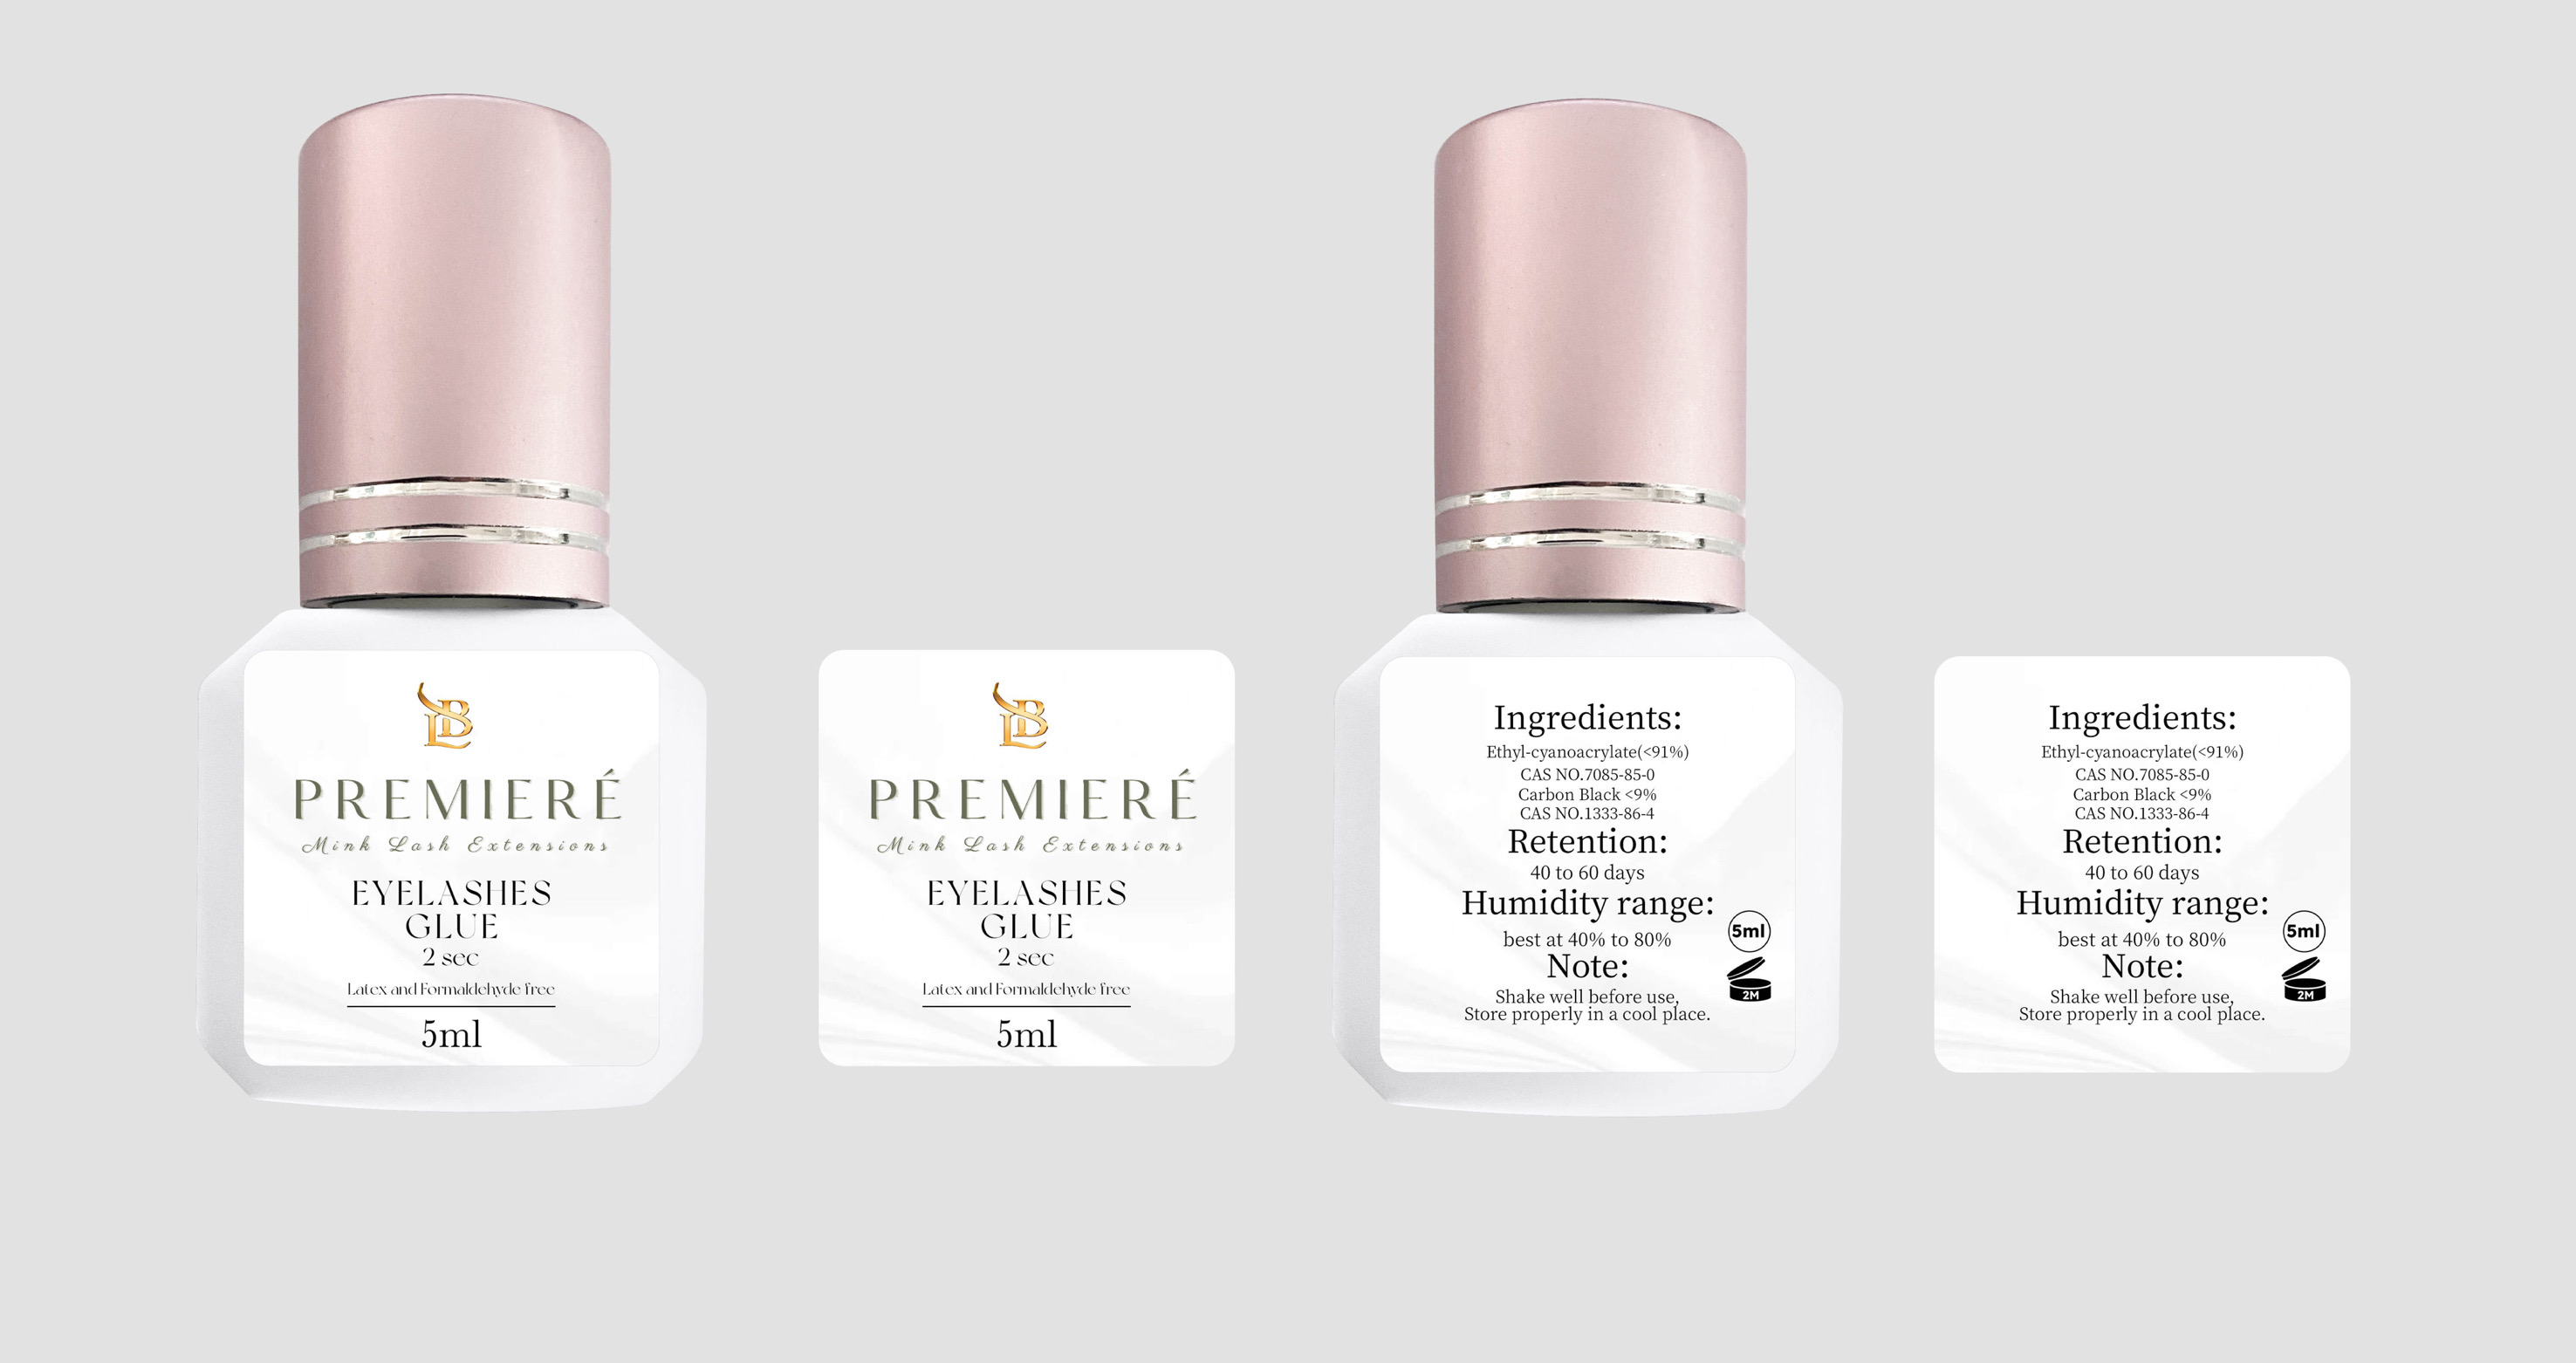 LB
PREMIERÉ
Mink Lash Extensions
EYELASHES
GLUE
2 sec
Latex and Formaldehyde free
5ml
LB
PREMIERÉ
Mink Lash Extensions
EYELASHES
GLUE
2 sec
Latex and Formaldehyde free
5ml
Ingredients:
Ethyl-cyanoacrylate(<91%)
CAS NO.7085-85-0
Carbon Black <9%
CAS NO.1333-86-4
Retention:
40 to 60 days
Humidity range:
best at 40% to 80%
Note:
Shake well before use,
Store properly in a cool place.
5ml
2M
Ingredients:
Ethyl-cyanoacrylate(<91%)
CAS NO.7085-85-0
Carbon Black <9%
CAS NO.1333-86-4
Retention:
40 to 60 days
Humidity range:
best at 40% to 80%
Note:
Shake well before use,
Store properly in a cool place.
5ml
2M